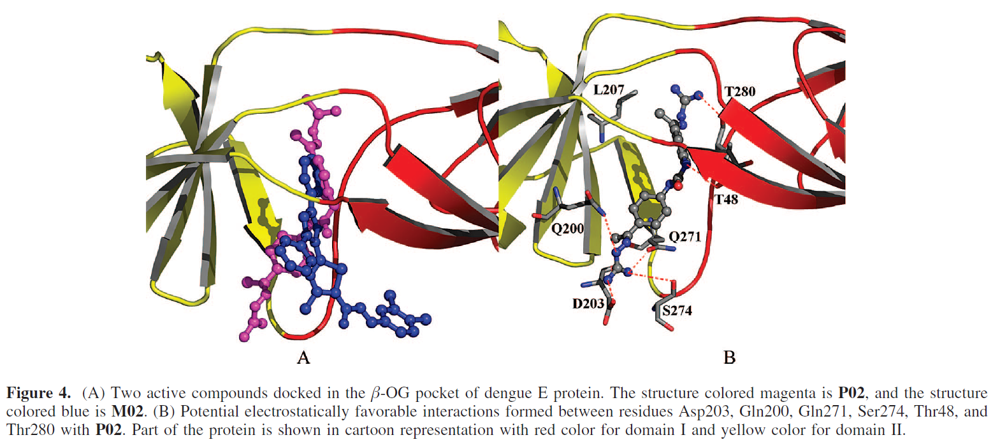 L207
T280
T48
Q200
Q271
D203
S274
A
B
Figure 4. (A) Two active compounds docked in the β-OG pocket of dengue E protein. The structure colored magenta is P02, and the structure
colored blue is M02. (B) Potential electrostatically favorable interactions formed between residues Asp203, Gln200, Gln271, Ser274, Thr48, and
Thr280 with P02. Part of the protein is shown in cartoon representation with red color for domain I and yellow color for domain II.